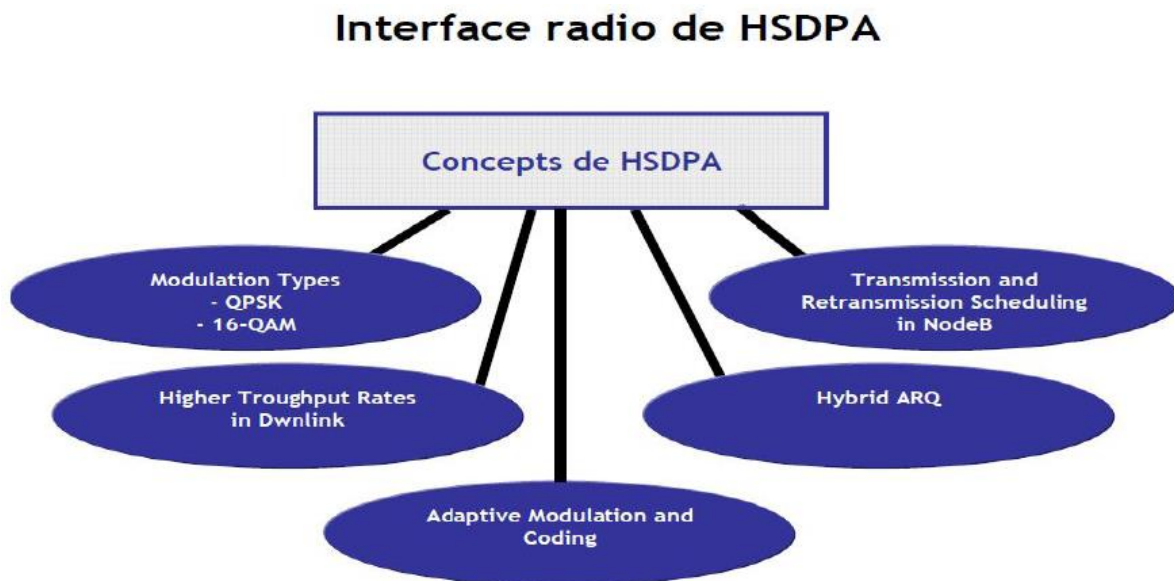 Interface radio de HSDPA
Concepts de HSDPA
Modulation Types
- QPSK
- 16-QAM
Transmission and
Retransmission Scheduling
in NodeB
Higher Troughput Rates
in Dwnlink
Hybrid ARQ
Adaptive Modulation and
Coding